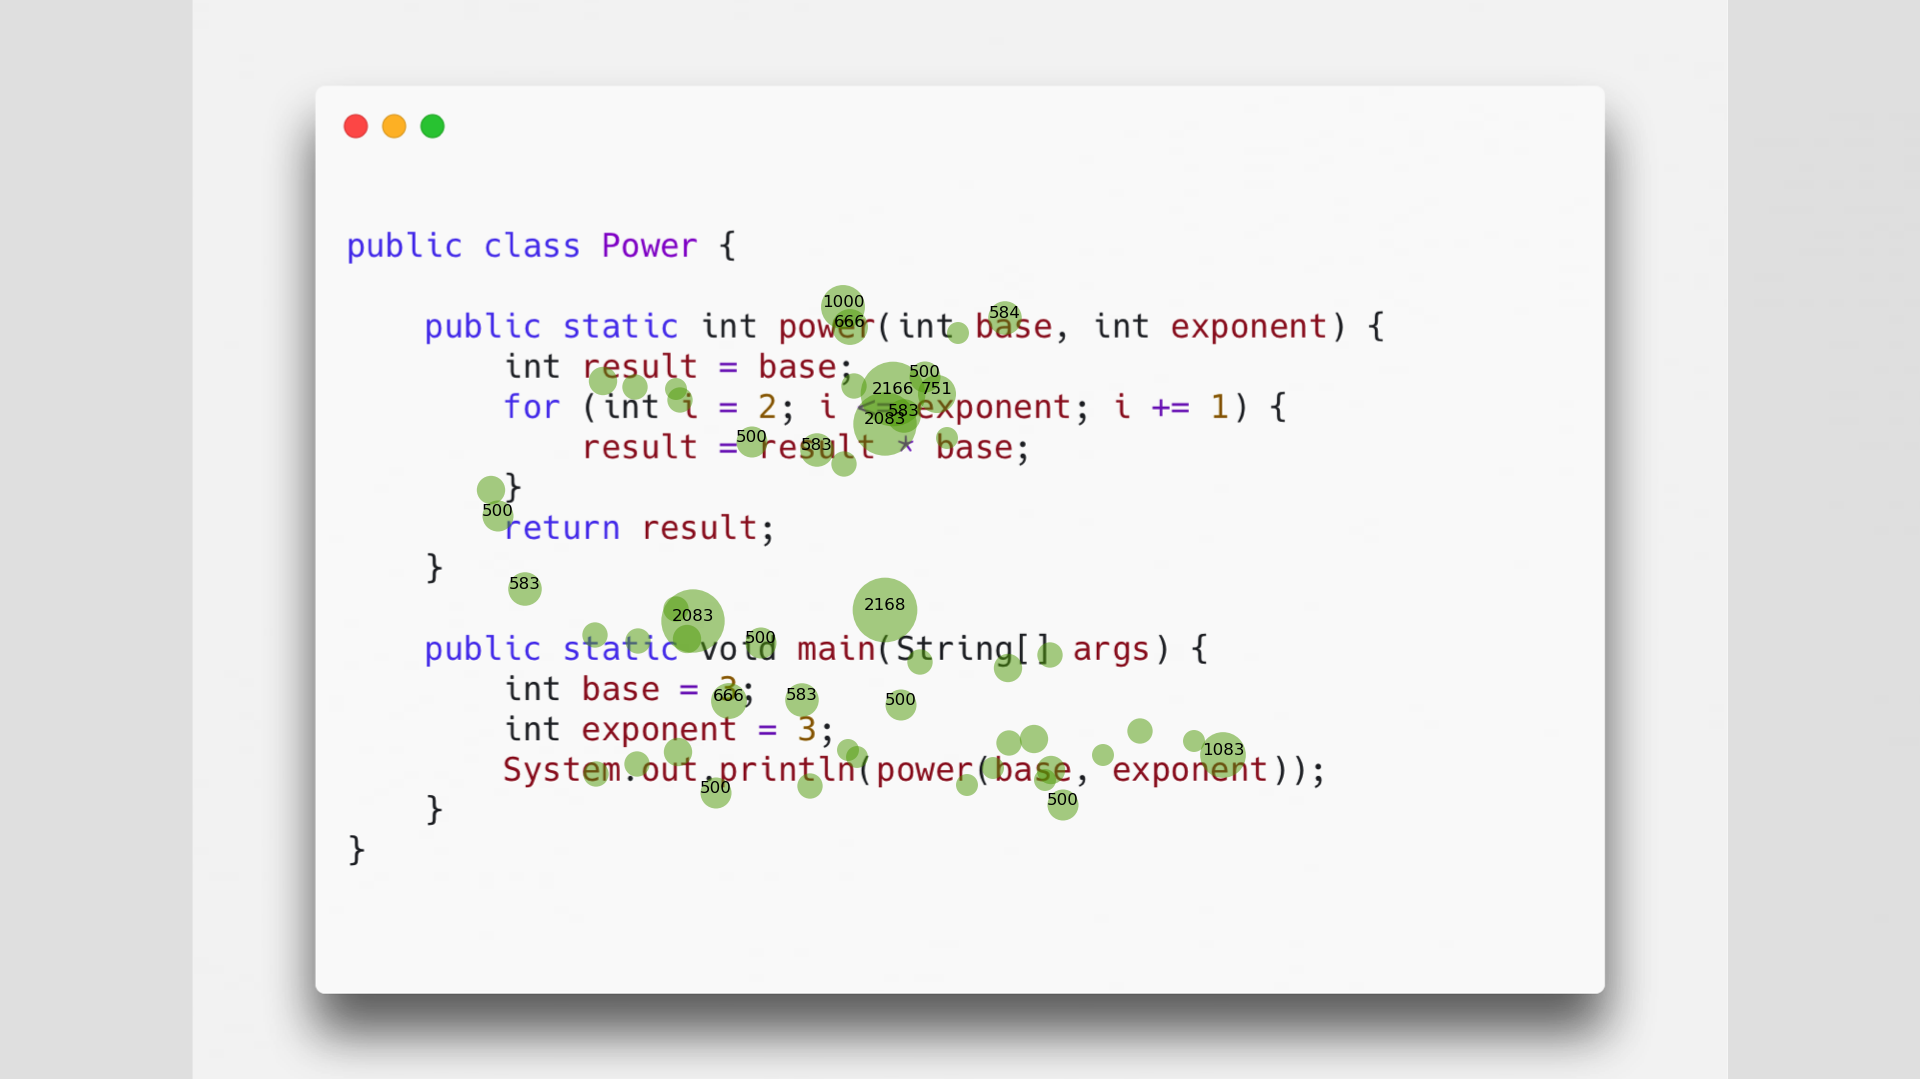 public class Power {
1000
584
666
public static int power(int base, int exponent) {
int result = base;
500
2166 751
for (int i = 2; i <= exponent; i += 1) {
583
2083
500
583
result = result * base;
}
500
return result;
}
583
2168
2083
500
public static void main(String[] args) {
int base = ;
666
583
500
int exponent = 3;
1083
System.out.println(power(base, exponent));
500
500
}
}